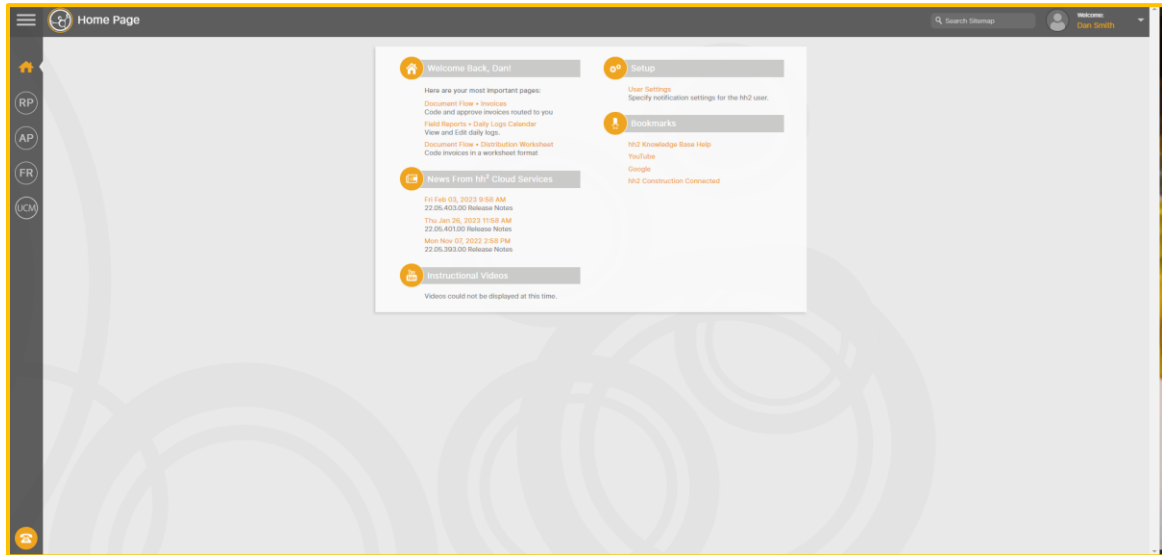 Home Page
Search Sitemap
Welcome:
Dan Smith
RP
AP
FR
UCM
Welcome Back, Dan!
Here are your most important pages:
Document Flow • Invoices
Code and approve invoices routed to you
Field Reports • Daily Logs Calendar
View and Edit daily logs.
Document Flow • Distribution Worksheet
Code invoices in a worksheet format
News From hh² Cloud Services
Fri Feb 03, 2023 9:58 AM
22.05.403.00 Release Notes
Thu Jan 26, 2023 11:58 AM
22.05.401.00 Release Notes
Mon Nov 07, 2022 2:58 PM
22.05.393.00 Release Notes
Instructional Videos
Videos could not be displayed at this time.
Setup
User Settings
Specify notification settings for the hh2 user.
Bookmarks
hh2 Knowledge Base Help
YouTube
Google
hh2 Construction Connected